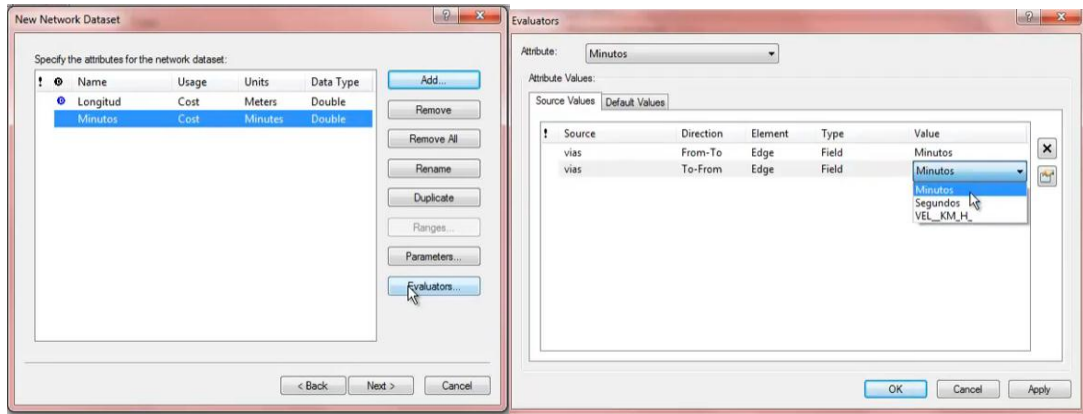 New Network Dataset
Specify the attributes for the network dataset:
! Name Usage Units Data Type
Longitud Cost Meters Double
Minutos Cost Minutes Double
Add...
Remove
Remove All
Rename
Duplicate
Ranges...
Parameters...
Evaluators...
< Back Next > Cancel
Evaluators
Attribute: Minutos
Attribute Values:
Source Values Default Values
! Source Direction Element Type Value
vias From-To Edge Field Minutos
vias To-From Edge Field Minutos
Minutos
Segundos
VEL__KM_H_
OK Cancel Apply